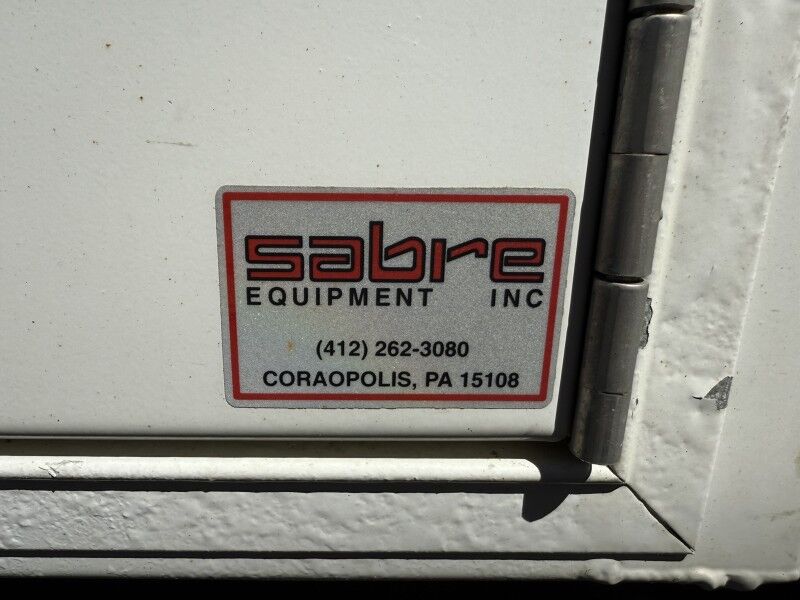 sabre
EQUIPMENT INC
(412) 262-3080
CORAOPOLIS, PA 15108